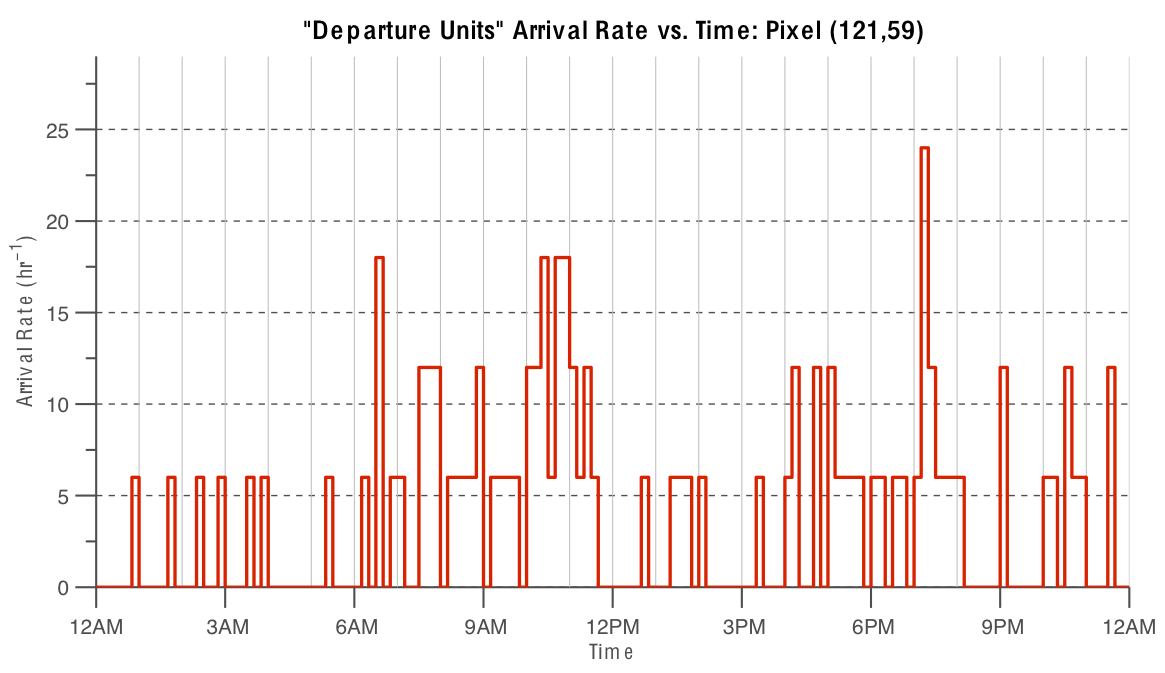 "Departure Units" Arrival Rate vs. Time: Pixel (121,59)
Arrival Rate (hr⁻¹)
25
20
15
10
5
0
12AM 3AM 6AM 9AM 12PM 3PM 6PM 9PM 12AM
Time